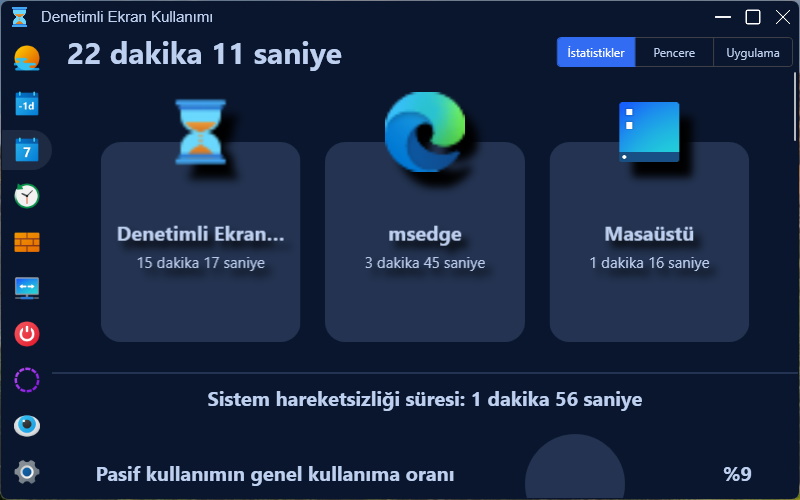 Denetimli Ekran Kullanımı
22 dakika 11 saniye
İstatistikler
Pencere
Uygulama
-1d
7
Denetimli Ekran...
15 dakika 17 saniye
msedge
3 dakika 45 saniye
Masaüstü
1 dakika 16 saniye
Sistem hareketsizliği süresi: 1 dakika 56 saniye
Pasif kullanımın genel kullanıma oranı
%9